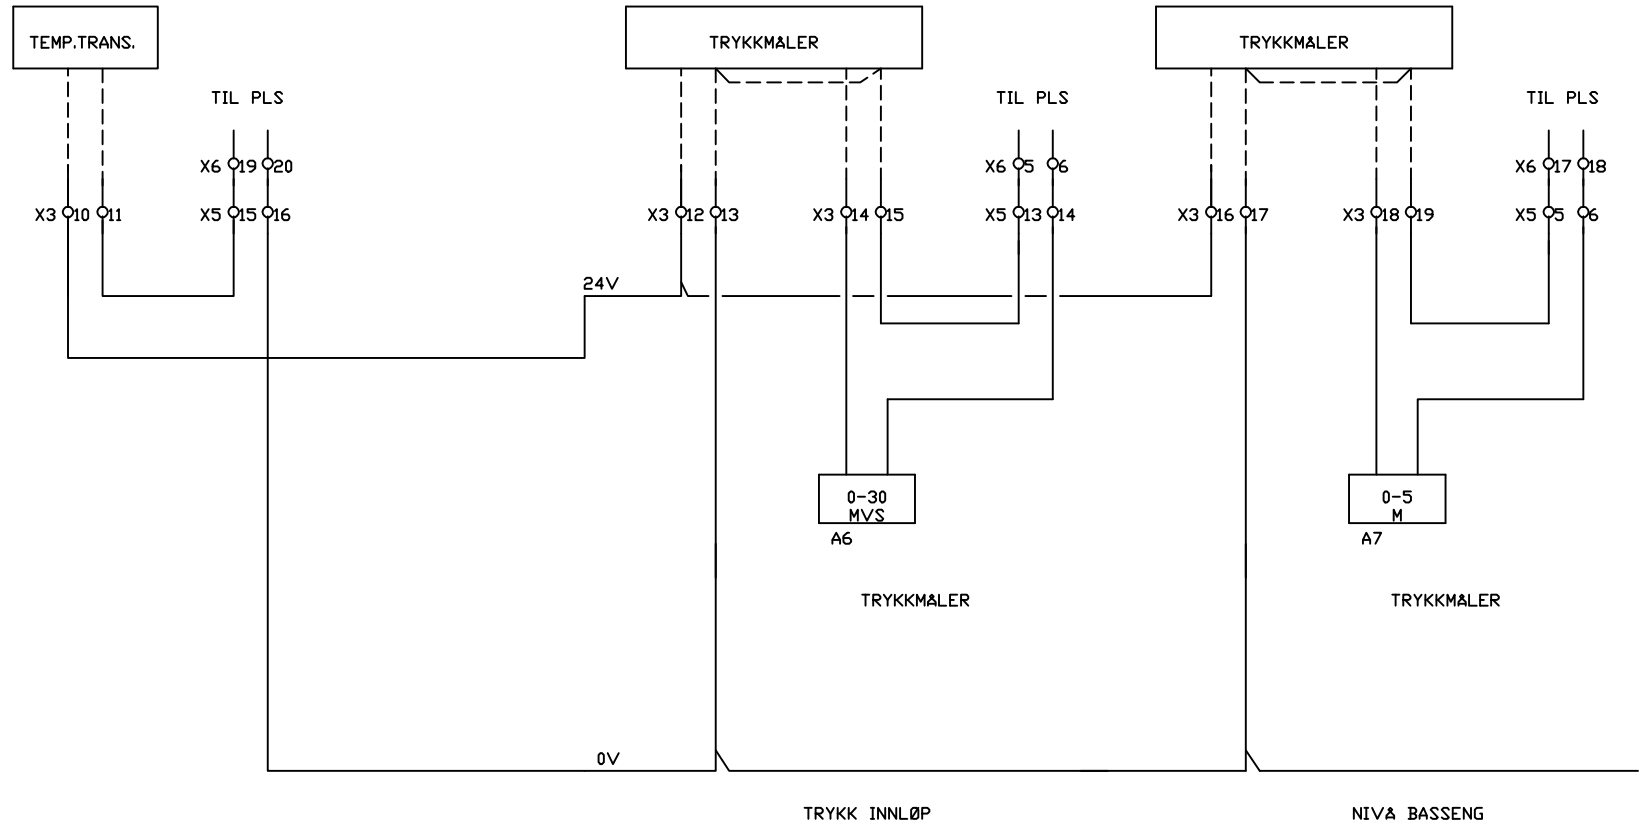 TEMP.TRANS.
TRYKKMÅLER
TRYKKMÅLER
TIL PLS
TIL PLS
TIL PLS
X6 19 20
X6 5 6
X6 17 18
X3 10 11
X5 15 16
X3 12 13
X3 14 15
X5 13 14
X3 16 17
X3 18 19
X5 5 6
24V
0-30
MVS
A6
0-5
M
A7
TRYKKMÅLER
TRYKKMÅLER
0V
TRYKK INNLØP
NIVÅ BASSENG